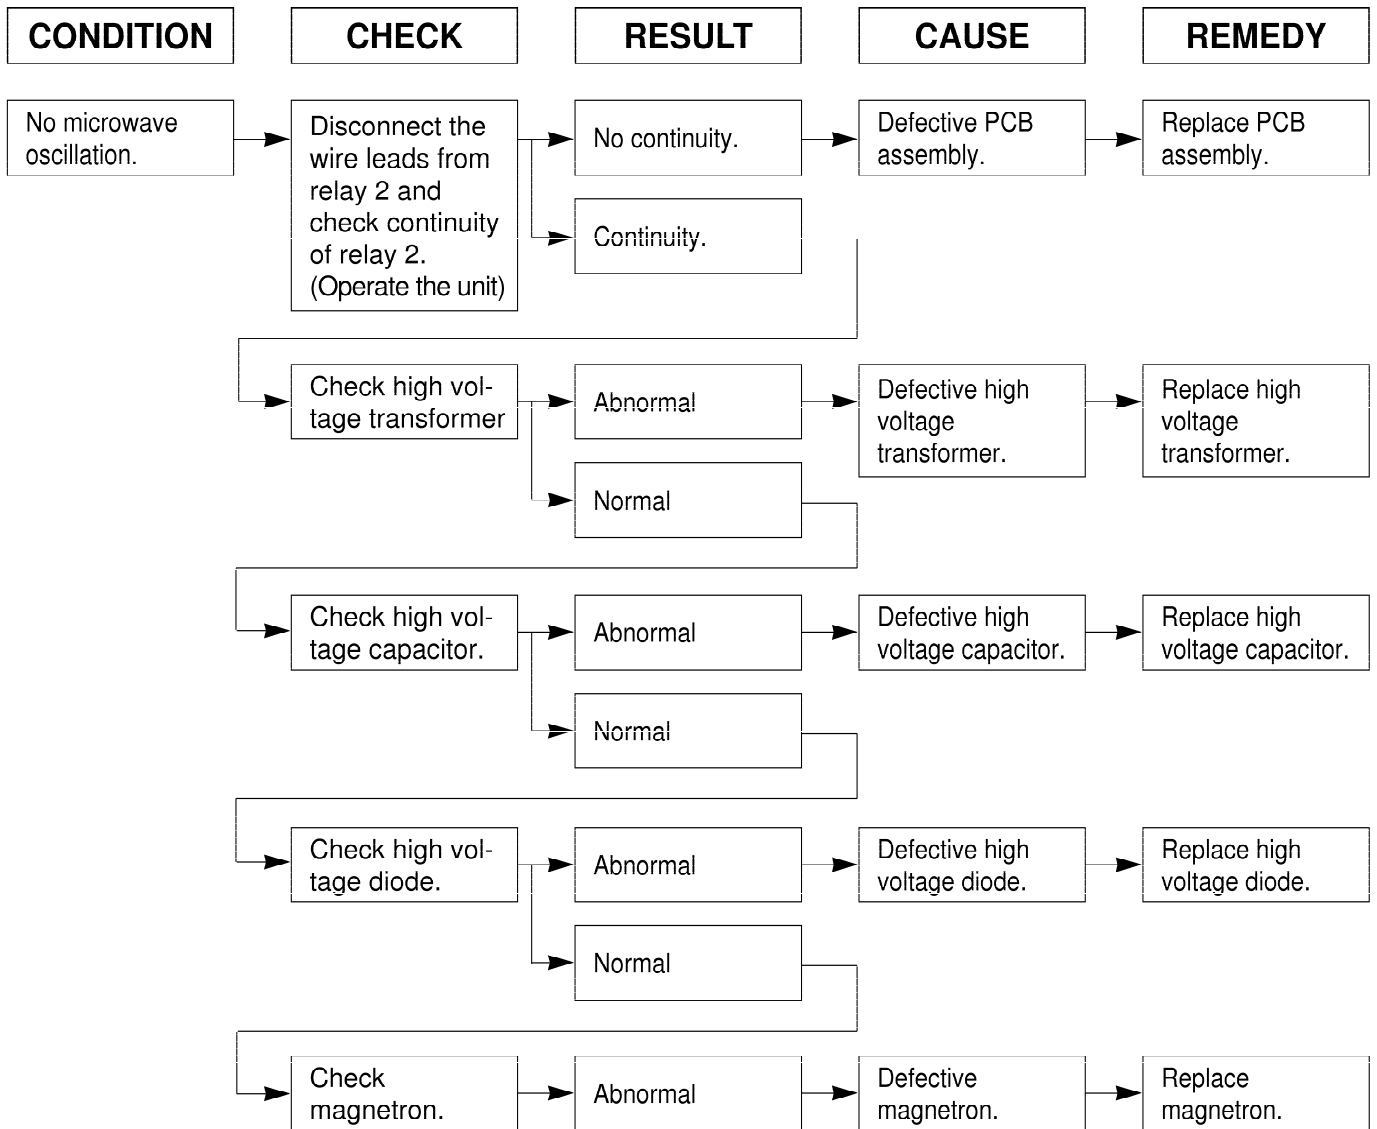 CONDITION
CHECK
RESULT
CAUSE
REMEDY
No microwave
oscillation.
Disconnect the
wire leads from
relay 2 and
check continuity
of relay 2.
(Operate the unit)
No continuity.
Defective PCB
assembly.
Replace PCB
assembly.
Continuity.
Check high vol-
tage transformer
Abnormal
Defective high
voltage
transformer.
Replace high
voltage
transformer.
Normal
Check high vol-
tage capacitor.
Abnormal
Defective high
voltage capacitor.
Replace high
voltage capacitor.
Normal
Check high vol-
tage diode.
Abnormal
Defective high
voltage diode.
Replace high
voltage diode.
Normal
Check
magnetron.
Abnormal
Defective
magnetron.
Replace
magnetron.